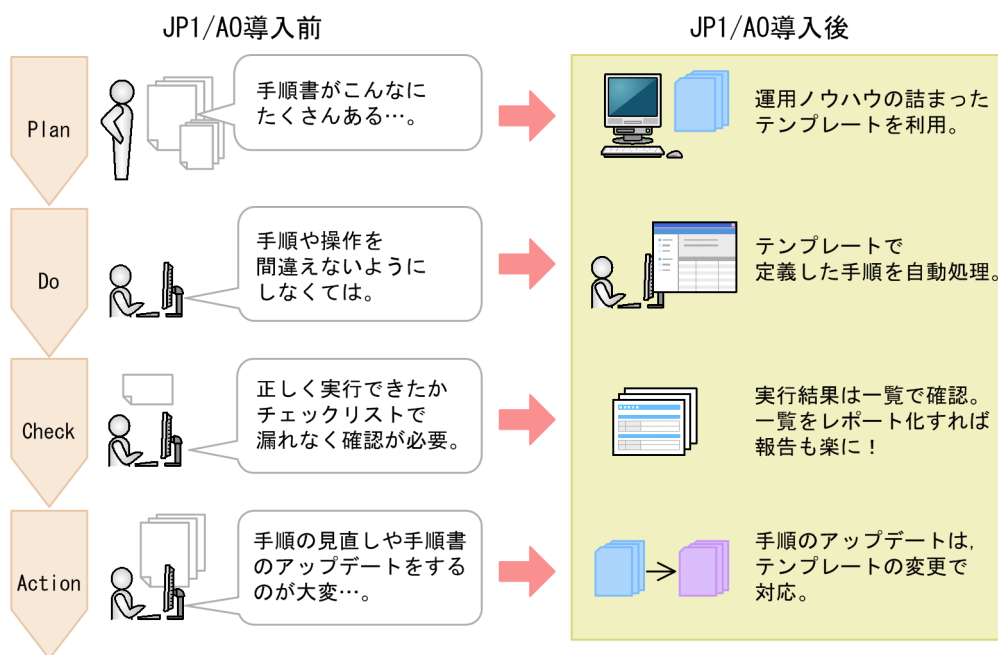 JP1/AO導入前
JP1/AO導入後
Plan
手順書がこんなに
たくさんある…。
運用ノウハウの詰まった
テンプレートを利用。
Do
手順や操作を
間違えないように
しなくては。
テンプレートで
定義した手順を自動処理。
Check
正しく実行できたか
チェックリストで
漏れなく確認が必要。
実行結果は一覧で確認。
一覧をレポート化すれば
報告も楽に！
Action
手順の見直しや手順書
のアップデートをする
のが大変…。
手順のアップデートは，
テンプレートの変更で
対応。